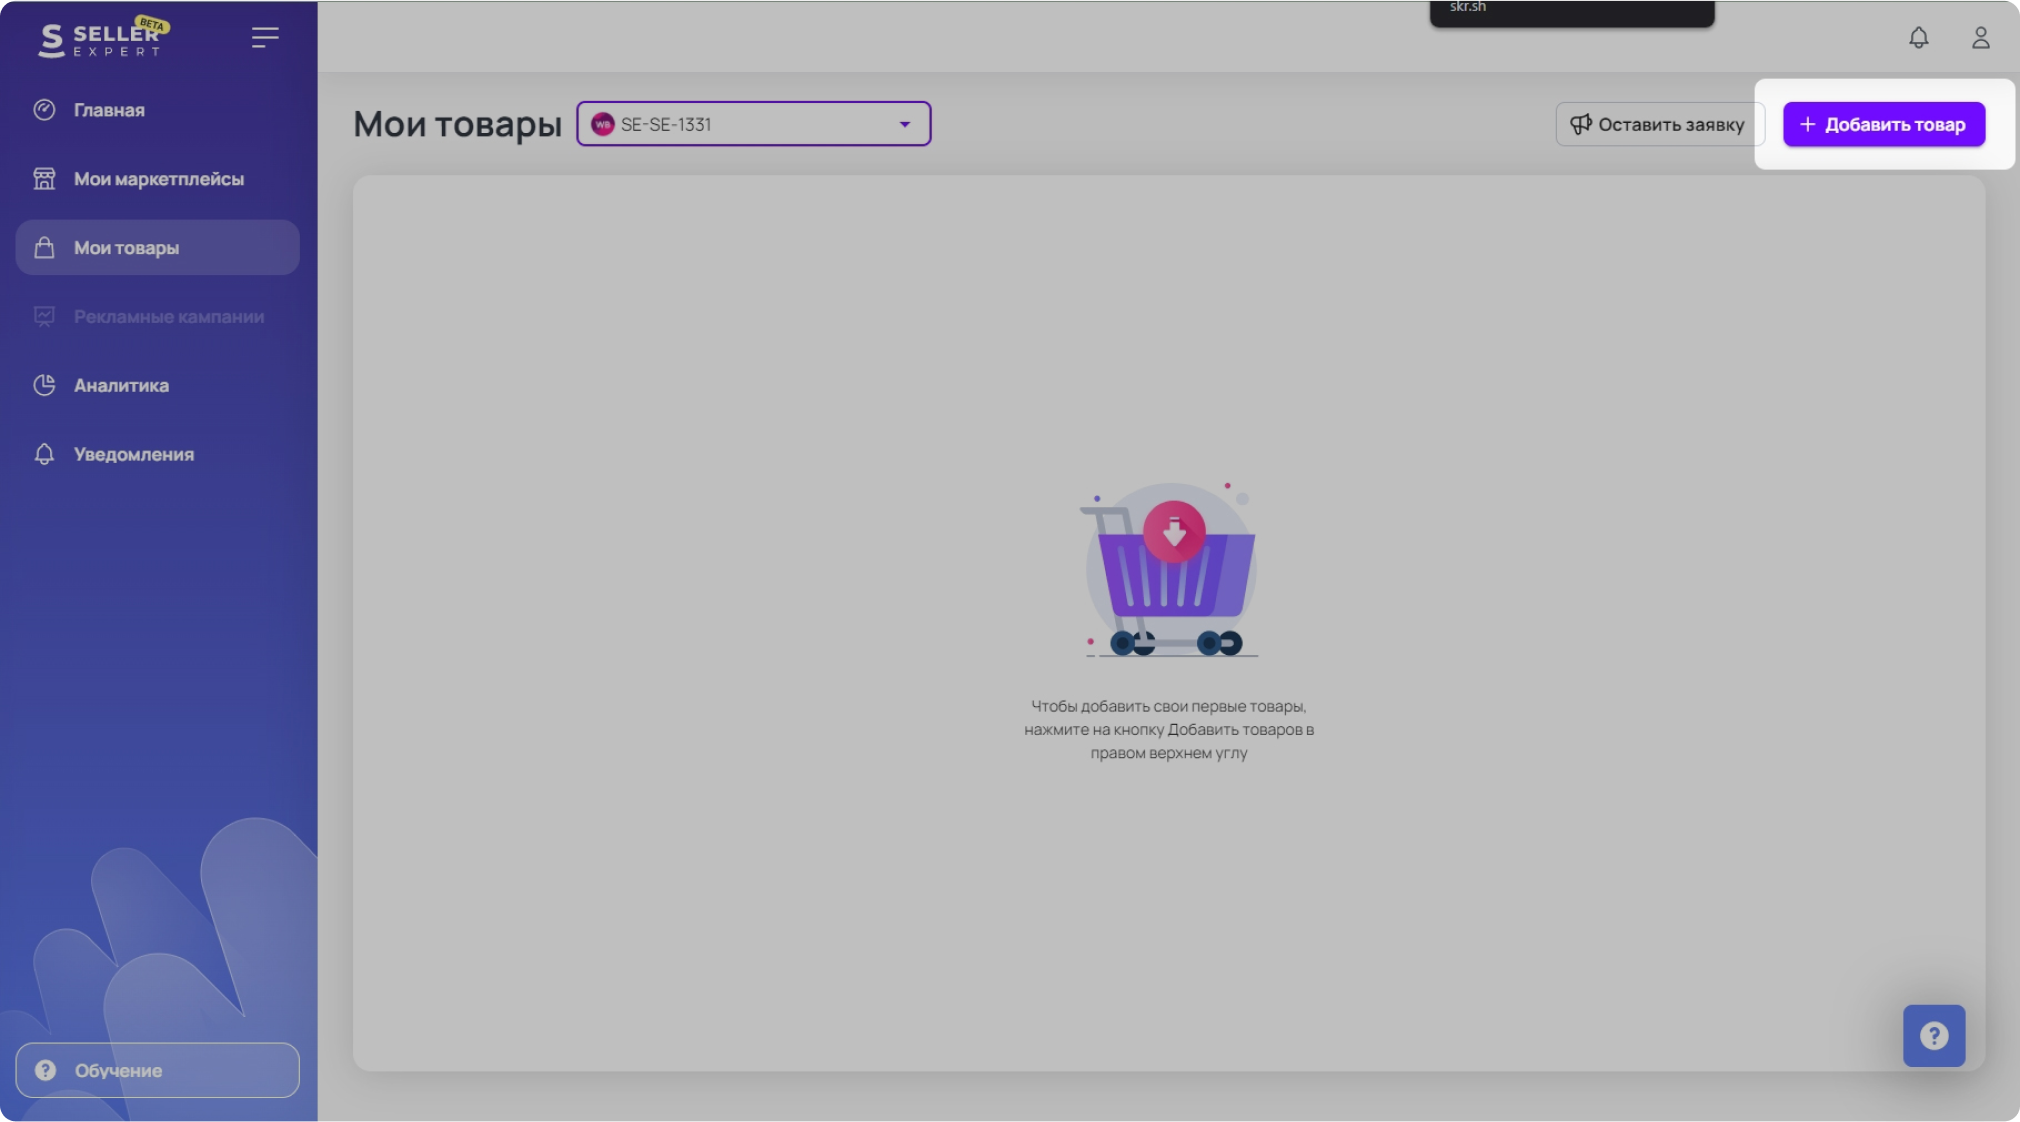 skr.sh
SELLER
BETA
EXPERT
Главная
Мои маркетплейсы
Мои товары
Рекламные кампании
Аналитика
Уведомления
Обучение
Мои товары
WB SE-SE-1331
Оставить заявку
+ Добавить товар
Чтобы добавить свои первые товары,
нажмите на кнопку Добавить товаров в
правом верхнем углу